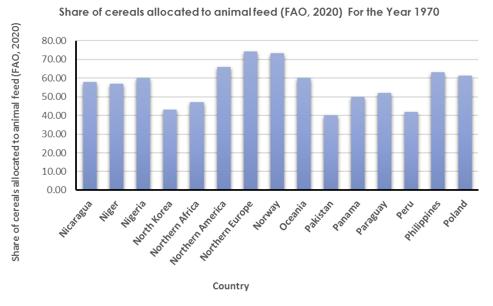 Share of cereals allocated to animal feed (FAO, 2020) For the Year 1970
Share of cereals allocated to animal feed (FAO, 2020)
80.00
70.00
60.00
50.00
40.00
30.00
20.00
10.00
0.00
Nicaragua
Niger
Nigeria
North Korea
Northern Africa
Northern America
Northern Europe
Norway
Oceania
Pakistan
Panama
Paraguay
Peru
Philippines
Poland
Country